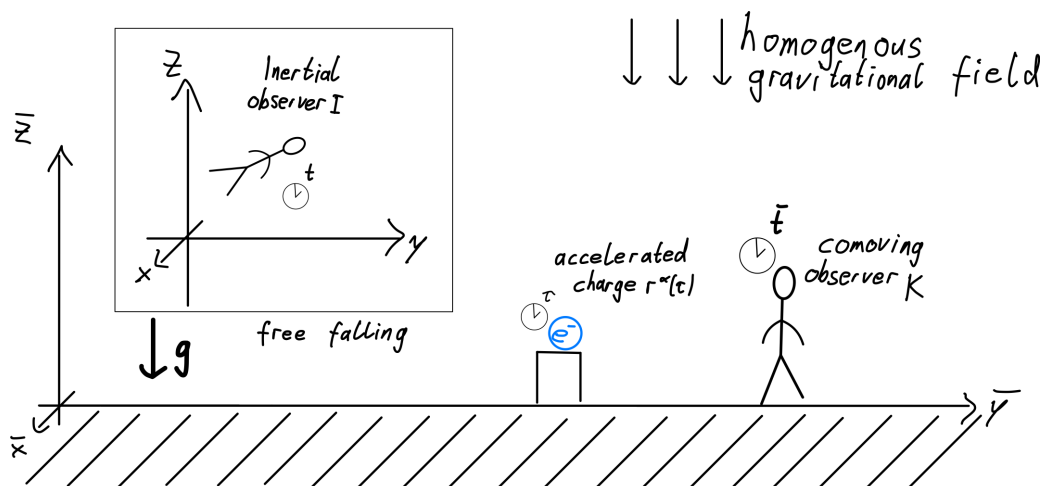 homogenous
gravitational field
Z
Inertial
observer I
t
y
x
free falling
g
z̅
x̅
y̅
accelerated
charge r^α(τ)
τ
e⁻
t̄
comoving
observer K